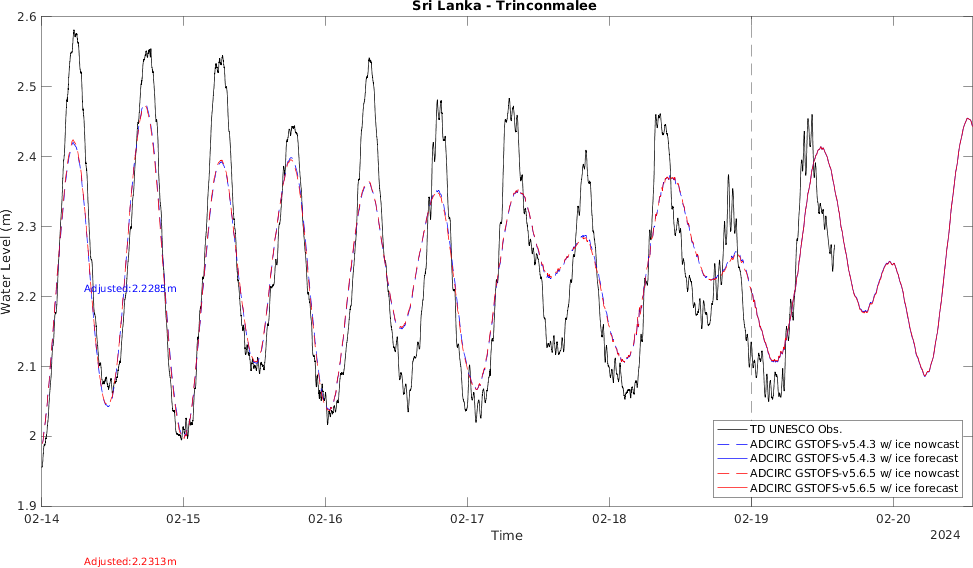 Sri Lanka - Trinconmalee
2.6
2.5
2.4
2.3
2.2
2.1
2
1.9
Water Level (m)
Adjusted:2.2285m
TD UNESCO Obs.
ADCIRC GSTOFS-v5.4.3 w/ ice nowcast
ADCIRC GSTOFS-v5.4.3 w/ ice forecast
ADCIRC GSTOFS-v5.6.5 w/ ice nowcast
ADCIRC GSTOFS-v5.6.5 w/ ice forecast
02-14 02-15 02-16 02-17 02-18 02-19 02-20
2024
Time
Adjusted:2.2313m